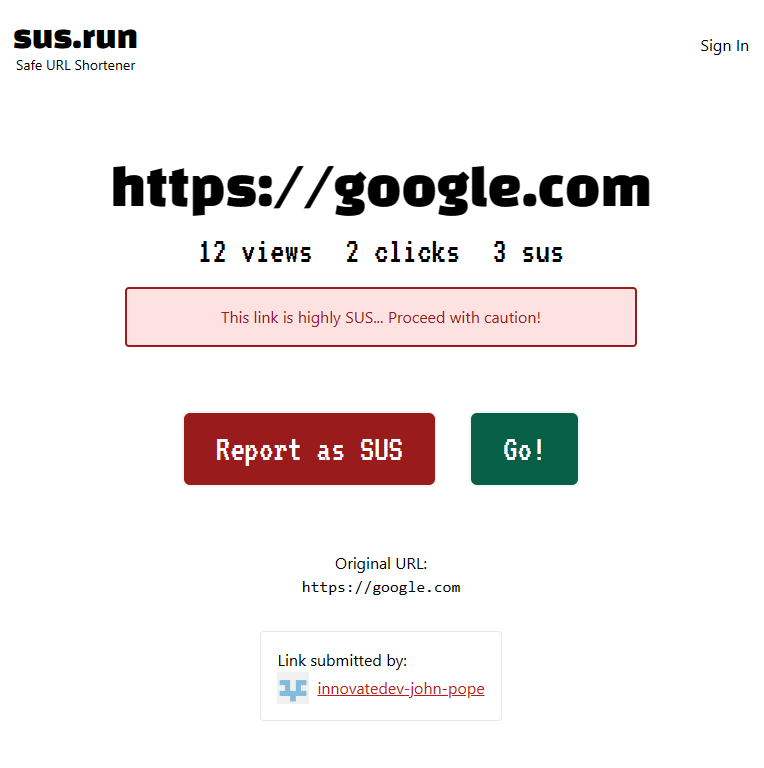 sus.run
Safe URL Shortener
Sign In
https://google.com
12 views 2 clicks 3 sus
This link is highly SUS... Proceed with caution!
Report as SUS
Go!
Original URL:
https://google.com
Link submitted by:
innovatedev-john-pope